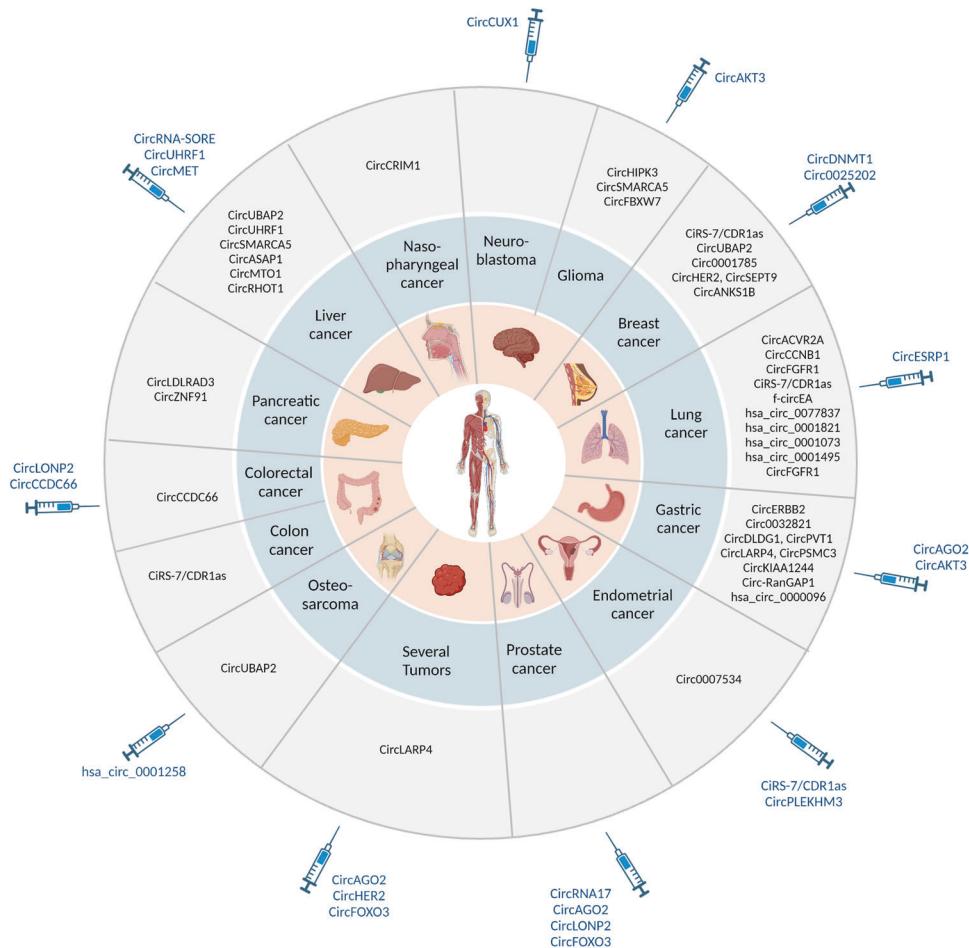 CircCUX1
CircAKT3
CircDNMT1
Circ0025202
CircESRP1
CircAGO2
CircAKT3
CiRS-7/CDR1as
CircPLEKHM3
CircRNA17
CircAGO2
CircLONP2
CircFOXO3
CircAGO2
CircHER2
CircFOXO3
hsa_circ_0001258
CircLONP2
CircCCDC66
CircRNA-SORE
CircUHRF1
CircMET
CircCRIM1
CircHIPK3
CircSMARCA5
CircFBXW7
CiRS-7/CDR1as
CircUBAP2
Circ0001785
CircHER2, CircSEPT9
CircANKS1B
CircACVR2A
CircCCNB1
CircFGFR1
CiRS-7/CDR1as
f-circEA
hsa_circ_0077837
hsa_circ_0001821
hsa_circ_0001073
hsa_circ_0001495
CircFGFR1
CircERBB2
Circ0032821
CircDLDG1, CircPVT1
CircLARP4, CircPSMC3
CircKIAA1244
Circ-RanGAP1
hsa_circ_0000096
Circ0007534
CircLARP4
CircUBAP2
CiRS-7/CDR1as
CircCCDC66
CircLDLRAD3
CircZNF91
CircUBAP2
CircUHRF1
CircSMARCA5
CircASAP1
CircMTO1
CircRHOT1
Naso-
pharyngeal
cancer
Neuro-
blastoma
Glioma
Breast
cancer
Lung
cancer
Gastric
cancer
Endometrial
cancer
Prostate
cancer
Several
Tumors
Osteo-
sarcoma
Colon
cancer
Colorectal
cancer
Pancreatic
cancer
Liver
cancer